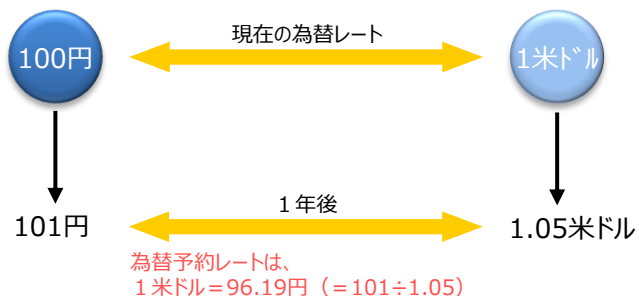 現在の為替レート
100円
1米ﾄﾞﾙ
１年後
101円
1.05米ドル
為替予約レートは、
１米ドル＝96.19円（＝101÷1.05）